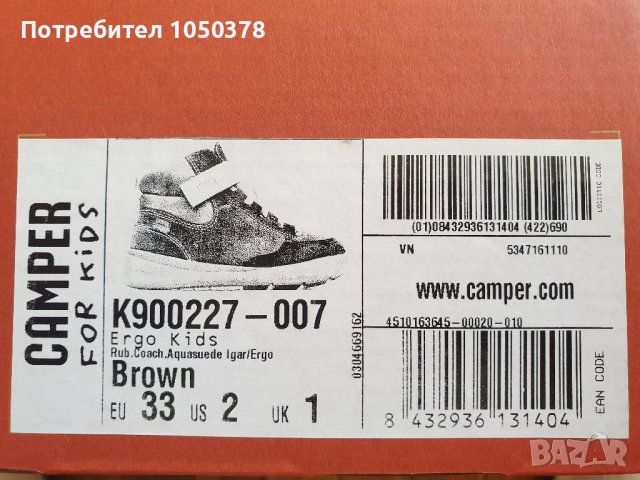 Потребител 1050378
CAMPER
FOR KiDS
K900227-007
Ergo Kids
Rub.Coach,Aquasuede Igar/Ergo
Brown
EU 33 US 2 UK 1
0304669162
(01)08432936131404 (422)690
LOGISTIC CODE
VN 5347161110
www.camper.com
4510163645-00020-010
8 432936 131404
EAN CODE
BAZAR